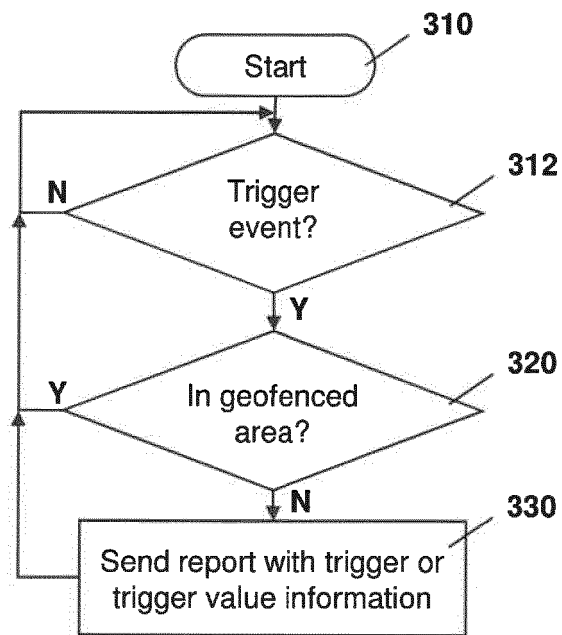 310
Start
312
N
Trigger
event?
Y
320
Y
In geofenced
area?
N
330
Send report with trigger or
trigger value information